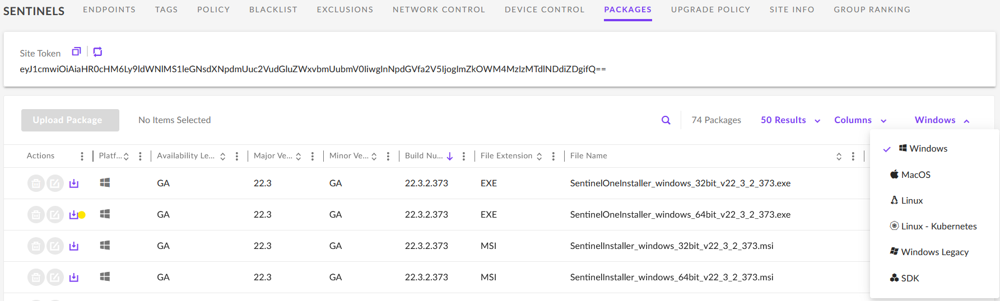 SENTINELS ENDPOINTS TAGS POLICY BLACKLIST EXCLUSIONS NETWORK CONTROL DEVICE CONTROL PACKAGES UPGRADE POLICY SITE INFO GROUP RANKING
Site Token
eyJ1cmwiOiAiaHR0cHM6Ly9ldWNlMS1leGNsdXNpdmUuc2VudGluZWxvbmUubmV0IiwgInNpdGVfa2V5IjogImZkOWM4MzIzMTdlNDdiZDgifQ==
Upload Package No Items Selected 74 Packages 50 Results Columns Windows
Actions Platf... Availability Le... Major Ve... Minor Ve... Build Nu... File Extension File Name
GA 22.3 GA 22.3.2.373 EXE SentinelOneInstaller_windows_32bit_v22_3_2_373.exe
GA 22.3 GA 22.3.2.373 EXE SentinelOneInstaller_windows_64bit_v22_3_2_373.exe
GA 22.3 GA 22.3.2.373 MSI SentinelInstaller_windows_32bit_v22_3_2_373.msi
GA 22.3 GA 22.3.2.373 MSI SentinelInstaller_windows_64bit_v22_3_2_373.msi
Windows
MacOS
Linux
Linux - Kubernetes
Windows Legacy
SDK